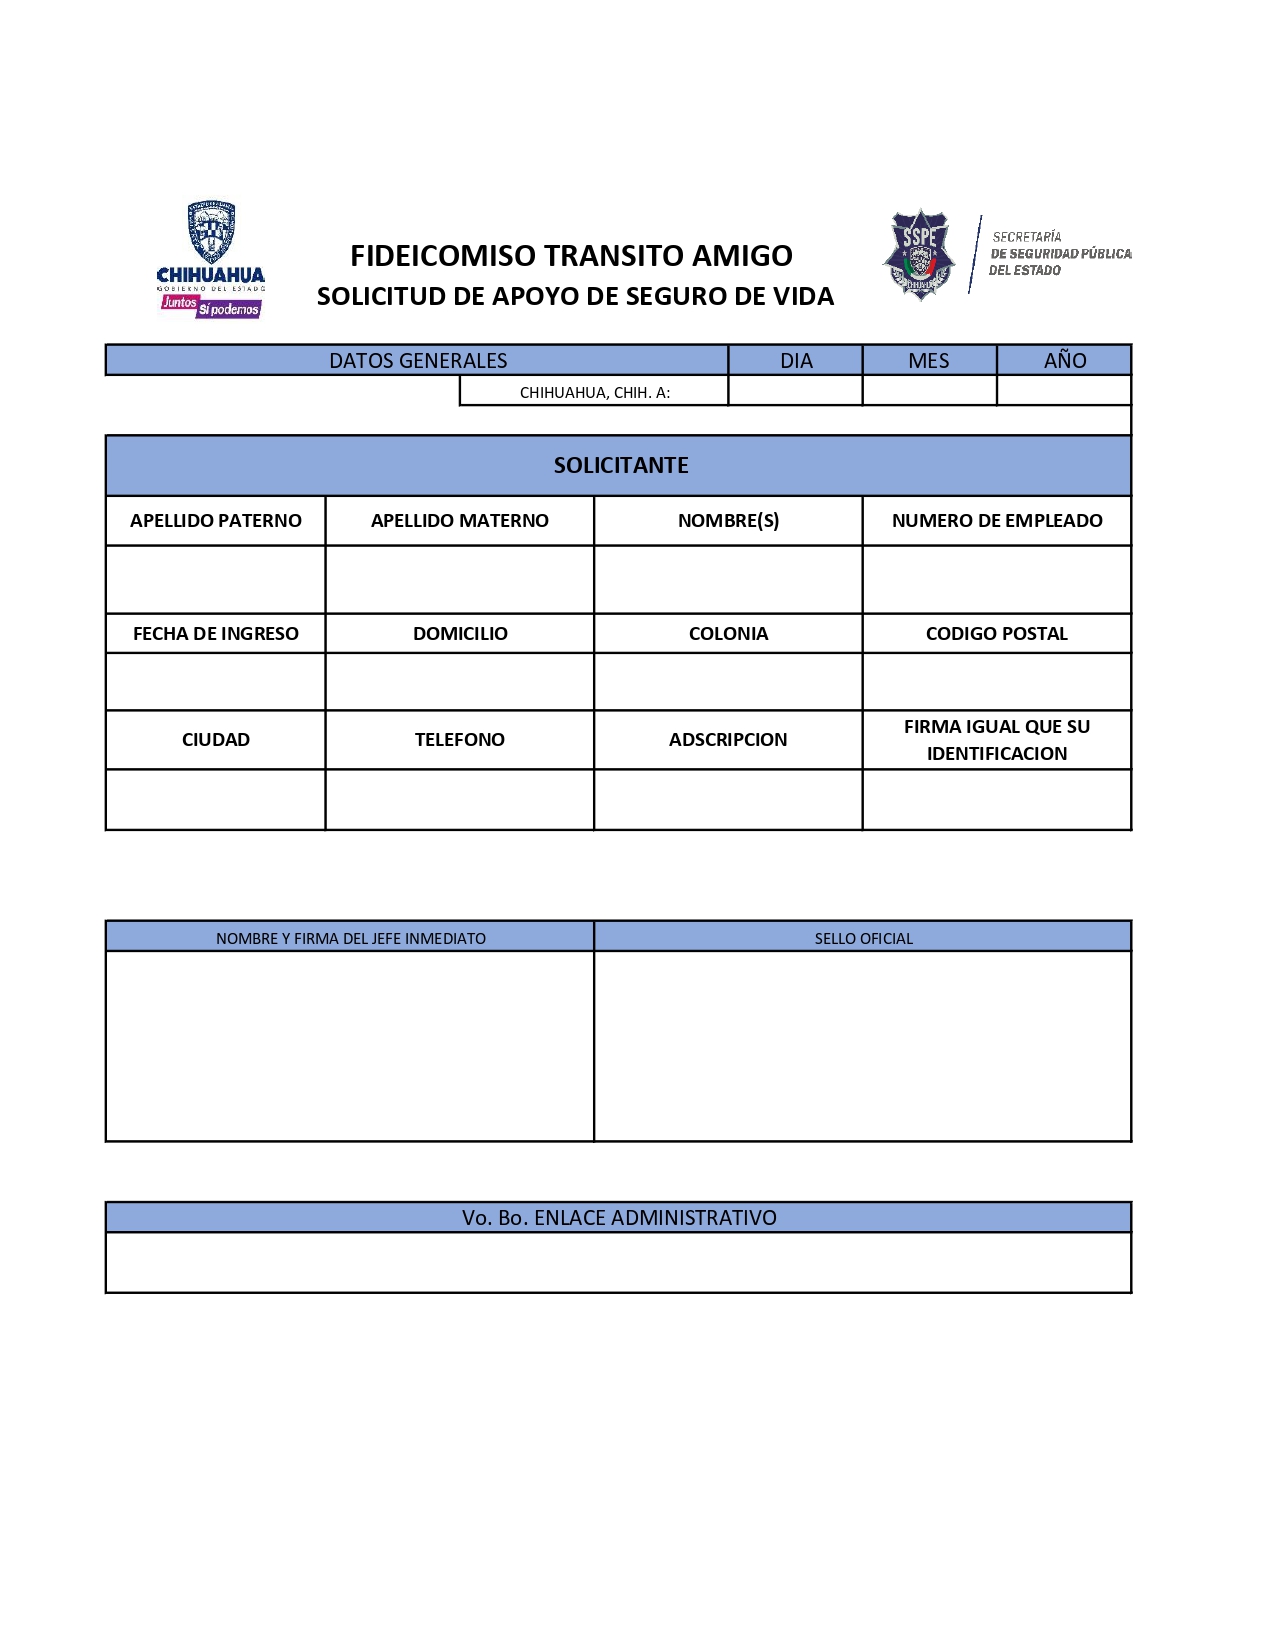 CHIHUAHUA
GOBIERNO DEL ESTADO
Juntos
Sí podemos
FIDEICOMISO TRANSITO AMIGO
SOLICITUD DE APOYO DE SEGURO DE VIDA
SSPE
CHIHUAHUA
SECRETARÍA
DE SEGURIDAD PÚBLICA
DEL ESTADO
DATOS GENERALES DIA MES AÑO
CHIHUAHUA, CHIH. A:
SOLICITANTE
APELLIDO PATERNO APELLIDO MATERNO NOMBRE(S) NUMERO DE EMPLEADO
FECHA DE INGRESO DOMICILIO COLONIA CODIGO POSTAL
CIUDAD TELEFONO ADSCRIPCION FIRMA IGUAL QUE SU
IDENTIFICACION
NOMBRE Y FIRMA DEL JEFE INMEDIATO SELLO OFICIAL
Vo. Bo. ENLACE ADMINISTRATIVO